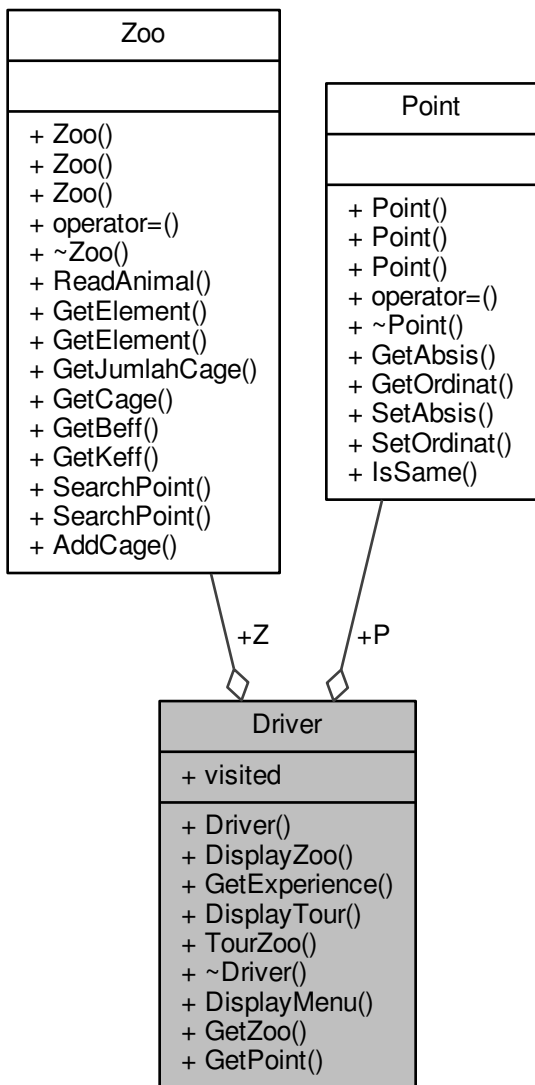 Zoo
+ Zoo()
+ Zoo()
+ Zoo()
+ operator=()
+ ~Zoo()
+ ReadAnimal()
+ GetElement()
+ GetElement()
+ GetJumlahCage()
+ GetCage()
+ GetBeff()
+ GetKeff()
+ SearchPoint()
+ SearchPoint()
+ AddCage()
Point
+ Point()
+ Point()
+ Point()
+ operator=()
+ ~Point()
+ GetAbsis()
+ GetOrdinat()
+ SetAbsis()
+ SetOrdinat()
+ IsSame()
+Z
+P
Driver
+ visited
+ Driver()
+ DisplayZoo()
+ GetExperience()
+ DisplayTour()
+ TourZoo()
+ ~Driver()
+ DisplayMenu()
+ GetZoo()
+ GetPoint()